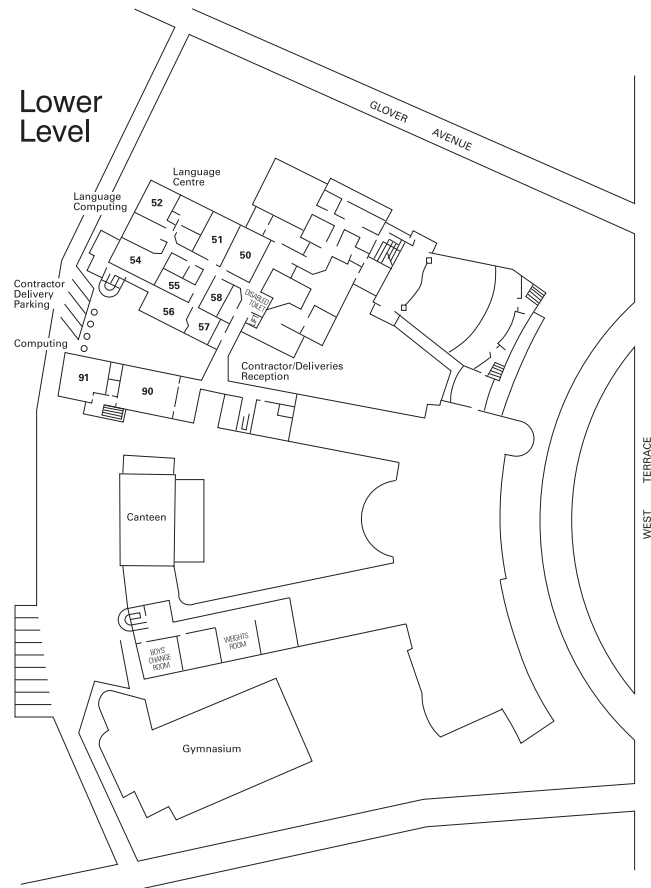 Lower
Level
GLOVER AVENUE
Language
Centre
Language
Computing
52
51
50
54
55
58
56
57
DISABLED
TOILET
Contractor
Delivery
Parking
Computing
Contractor/Deliveries
Reception
91
90
WEST TERRACE
Canteen
BOYS'
CHANGE
ROOM
WEIGHTS
ROOM
Gymnasium